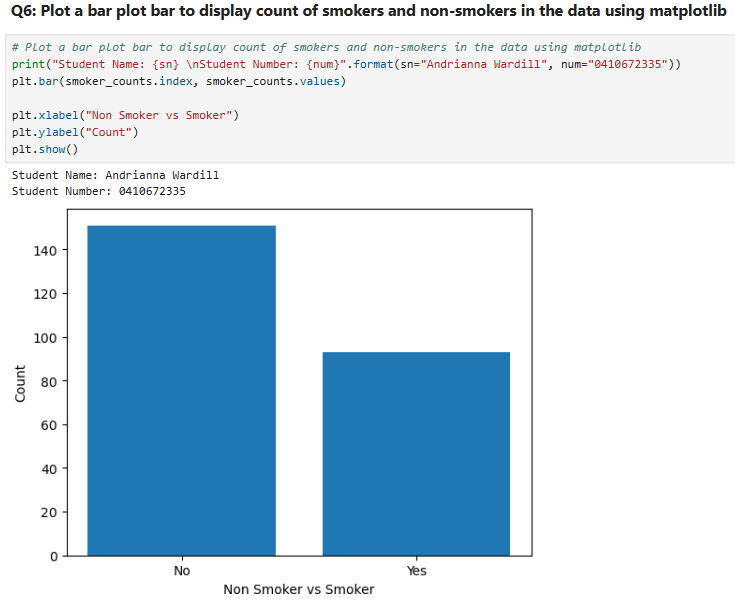 Q6: Plot a bar plot bar to display count of smokers and non-smokers in the data using matplotlib
# Plot a bar plot bar to display count of smokers and non-smokers in the data using matplotlib
print("Student Name: {sn} \nStudent Number: {num}".format(sn="Andrianna Wardill", num="0410672335"))
plt.bar(smoker_counts.index, smoker_counts.values)
plt.xlabel("Non Smoker vs Smoker")
plt.ylabel("Count")
plt.show()
Student Name: Andrianna Wardill
Student Number: 0410672335
140
120
100
80
60
40
20
0
Count
No Yes
Non Smoker vs Smoker